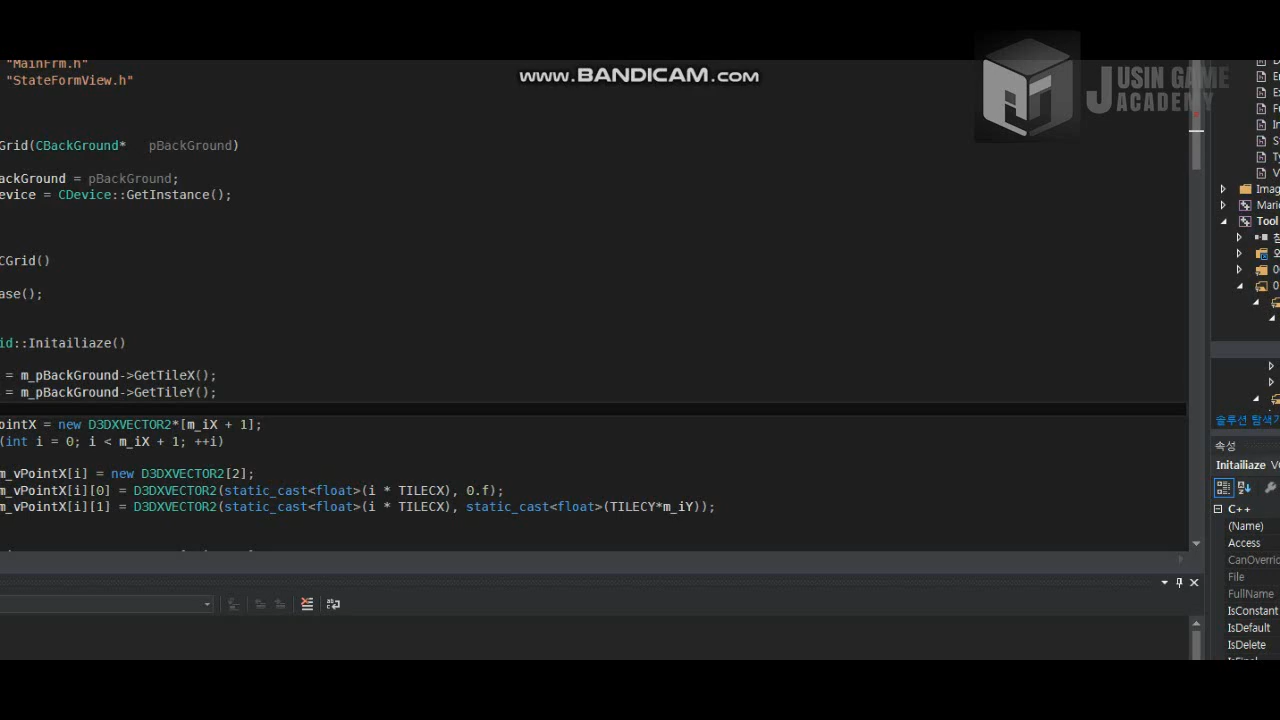 "MainFrm.h"
"StateFormView.h"
www.BANDICAM.com
JUSIN GAME
ACADEMY
Grid(CBackGround* pBackGround)
ackGround = pBackGround;
evice = CDevice::GetInstance();
CGrid()
ase();
id::Initailiaze()
= m_pBackGround->GetTileX();
= m_pBackGround->GetTileY();
ointX = new D3DXVECTOR2*[m_iX + 1];
(int i = 0; i < m_iX + 1; ++i)
m_vPointX[i] = new D3DXVECTOR2[2];
m_vPointX[i][0] = D3DXVECTOR2(static_cast<float>(i * TILECX), 0.f);
m_vPointX[i][1] = D3DXVECTOR2(static_cast<float>(i * TILECX), static_cast<float>(TILECY*m_iY));
Imag
Mari
Tool
솔루션 탐색기
속성
Initailiaze
C++
(Name)
Access
CanOverric
File
FullName
IsConstant
IsDefault
IsDelete